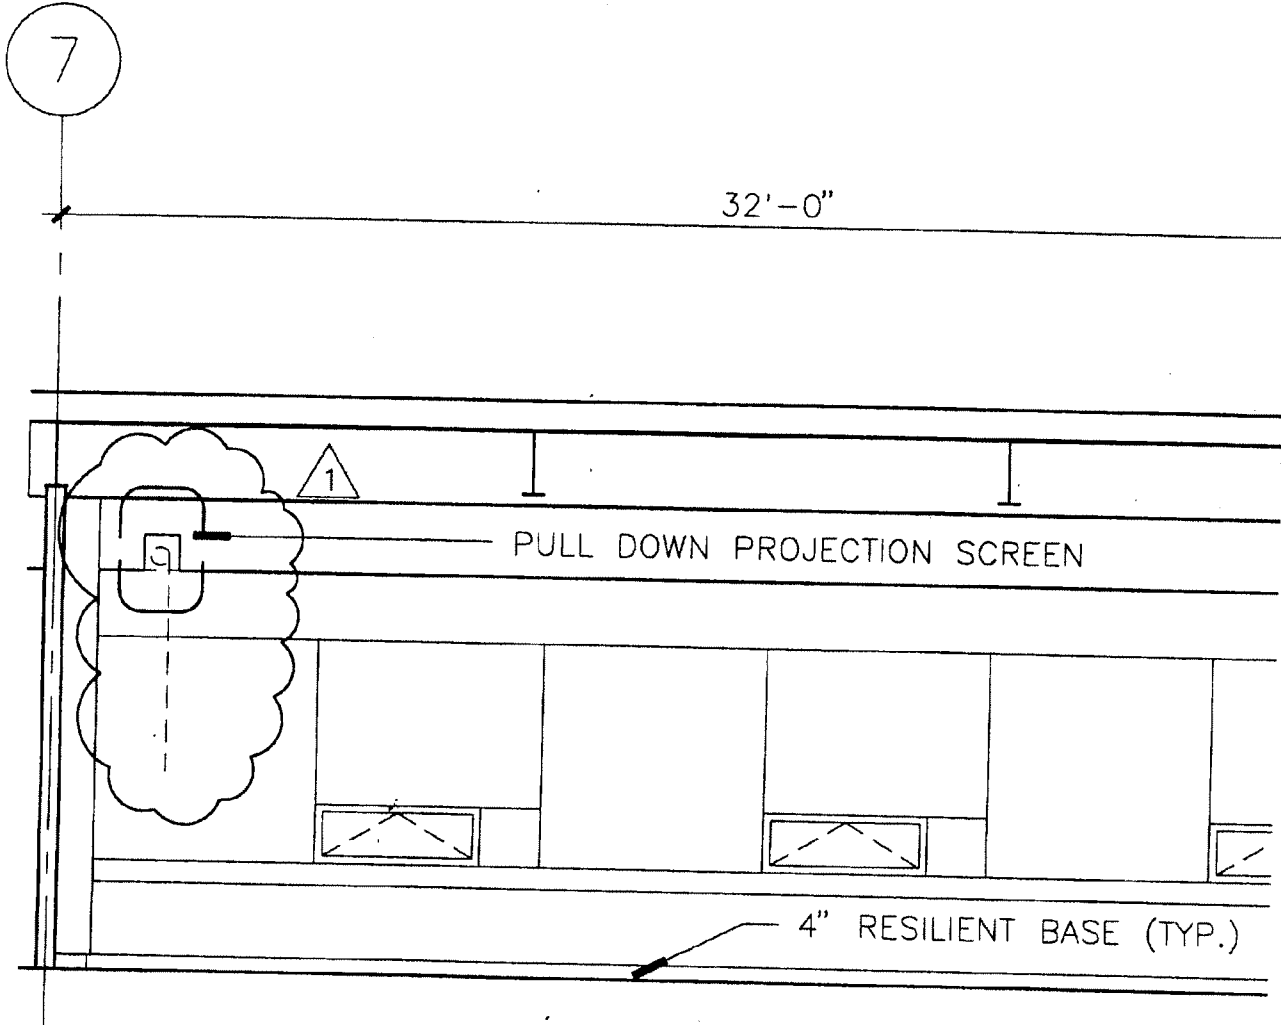 7
32'-0"
1
PULL DOWN PROJECTION SCREEN
4" RESILIENT BASE (TYP.)